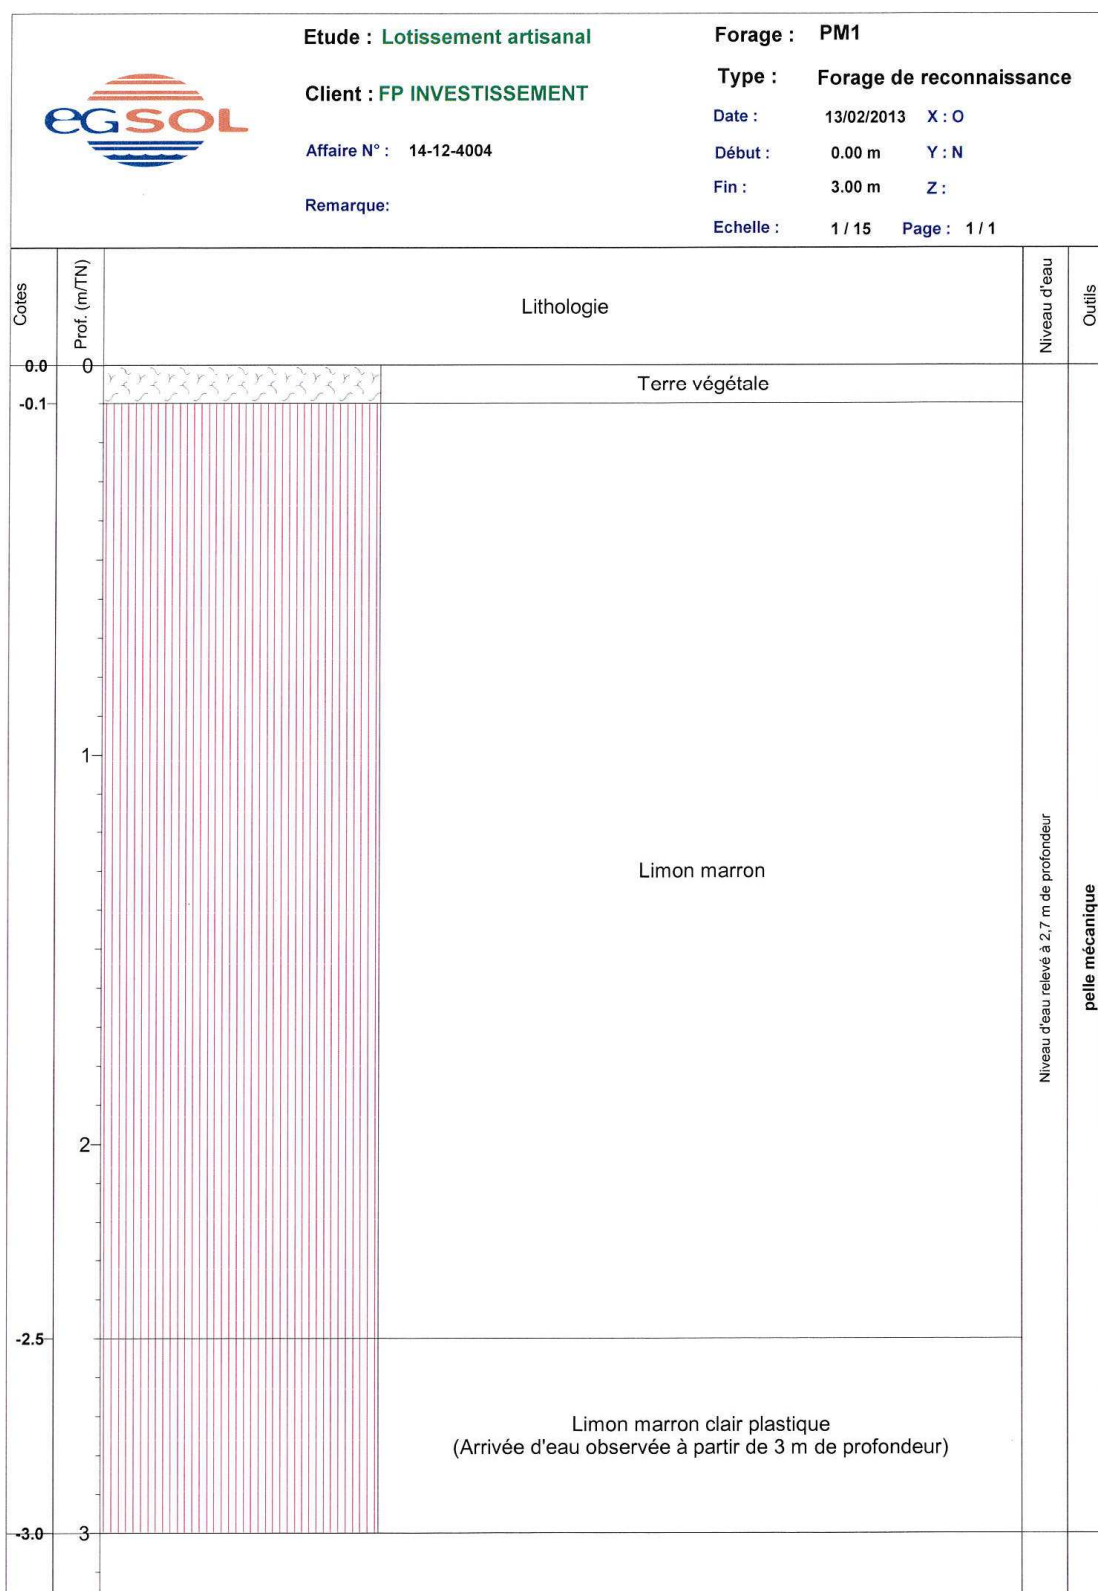 eGSOL
Etude : Lotissement artisanal
Client : FP INVESTISSEMENT
Affaire N° : 14-12-4004
Remarque:
Forage : PM1
Type : Forage de reconnaissance
Date : 13/02/2013 X : O
Début : 0.00 m Y : N
Fin : 3.00 m Z :
Echelle : 1 / 15 Page : 1 / 1
Cotes
Prof. (m/TN)
Lithologie
Niveau d'eau
Outils
0.0 0
Terre végétale
-0.1
1
Limon marron
Niveau d'eau relevé à 2,7 m de profondeur
pelle mécanique
2
-2.5
Limon marron clair plastique
(Arrivée d'eau observée à partir de 3 m de profondeur)
-3.0 3